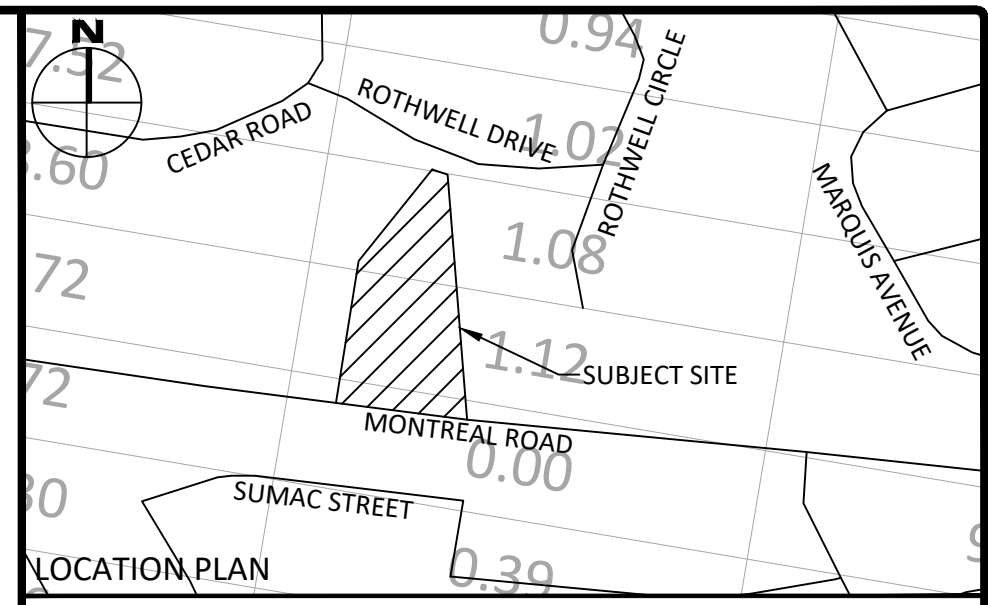 N
7.52
0.94
ROTHWELL DRIVE
ROTHWELL CIRCLE
CEDAR ROAD
1.02
.60
MARQUIS AVENUE
1.08
72
1.12
SUBJECT SITE
72
MONTREAL ROAD
0.00
SUMAC STREET
30
0.39
LOCATION PLAN